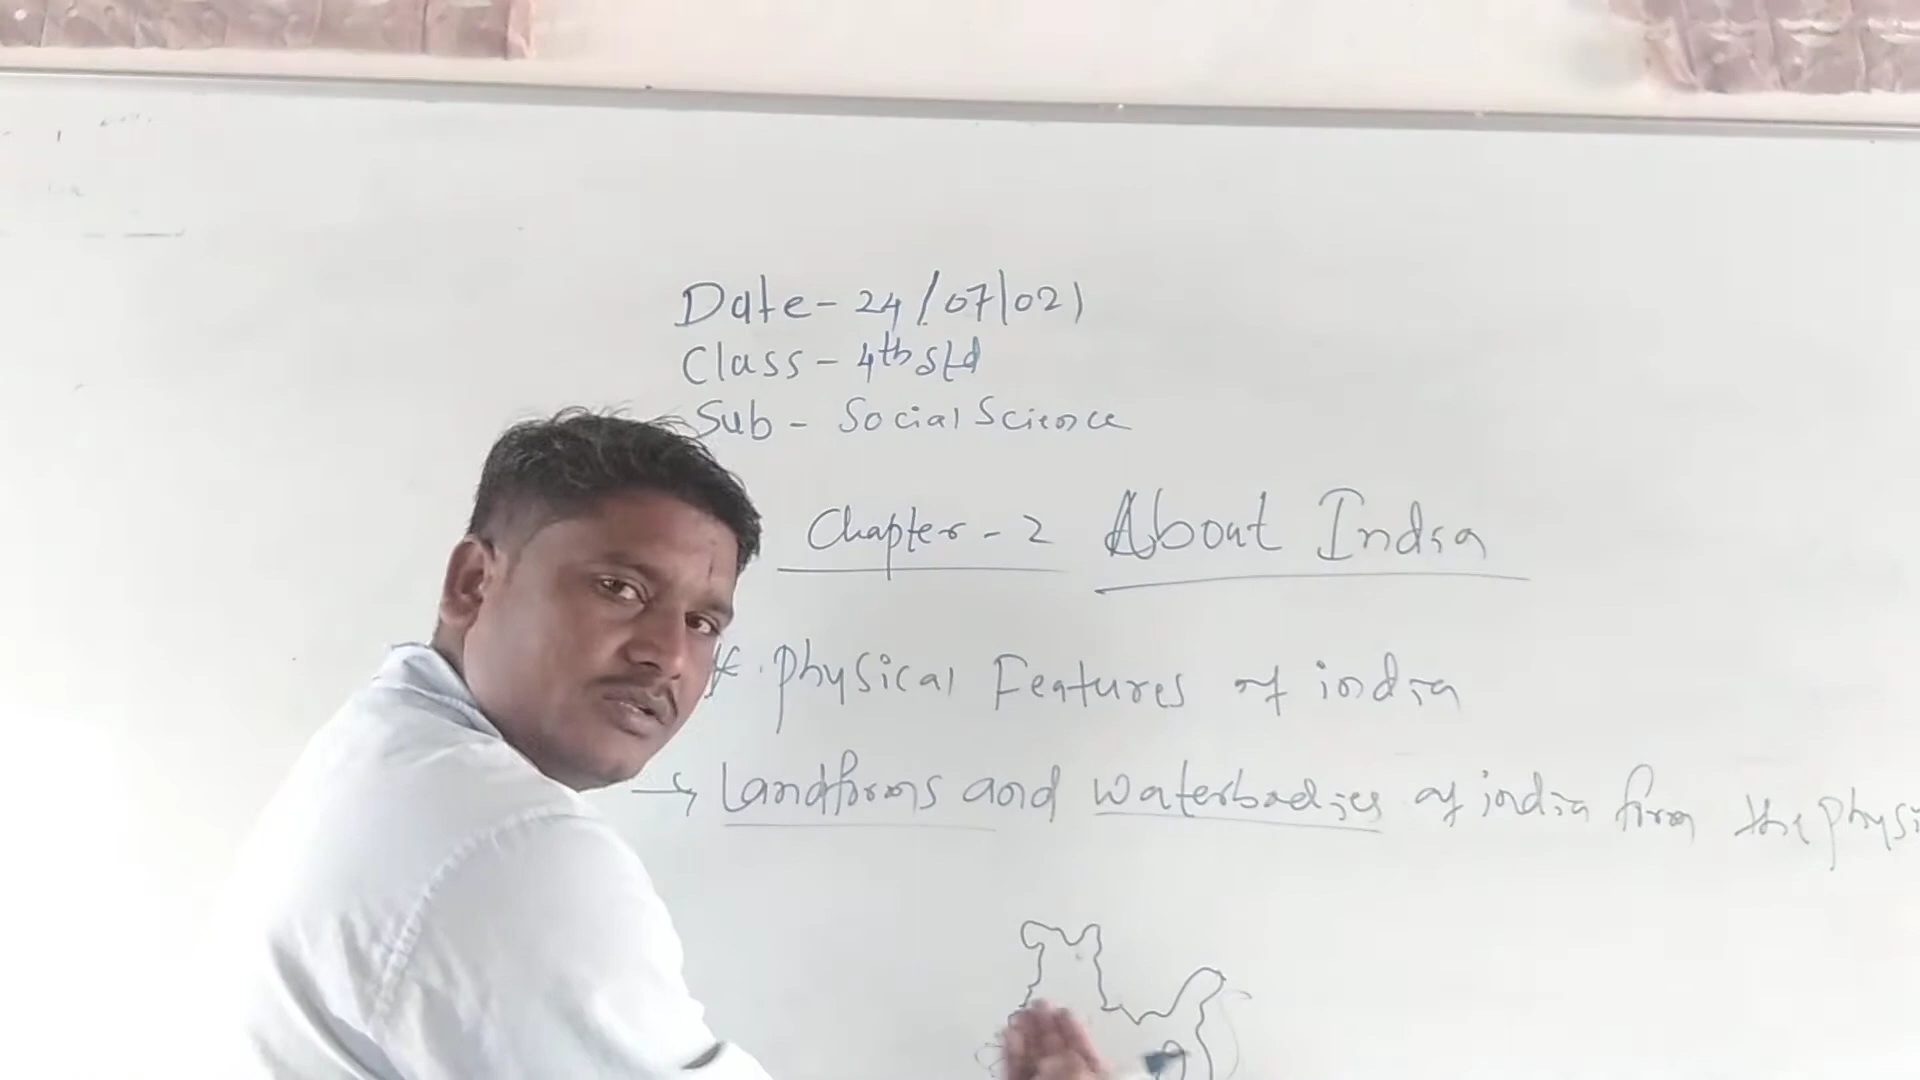 Date - 24/07/021
Class - 4th std
Sub - Social Science
Chapter - 2 About India
* Physical Features of india
→ Landforms and waterbodies of india from the physi